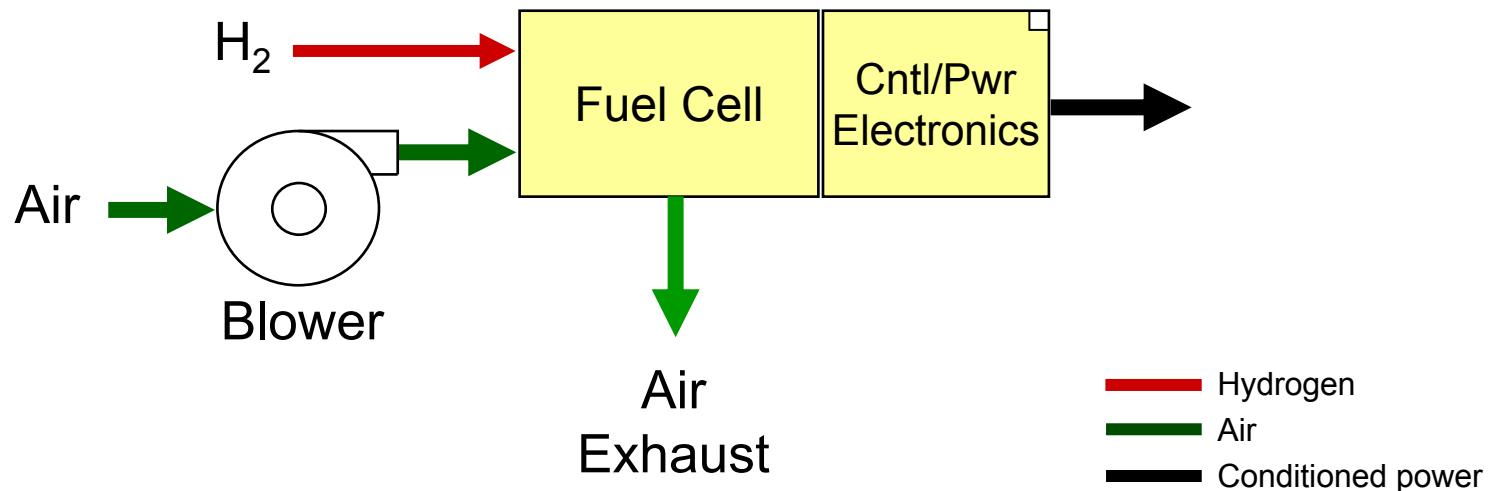 H₂
Fuel Cell
Cntl/Pwr
Electronics
Air
Blower
Air
Exhaust
Hydrogen
Air
Conditioned power